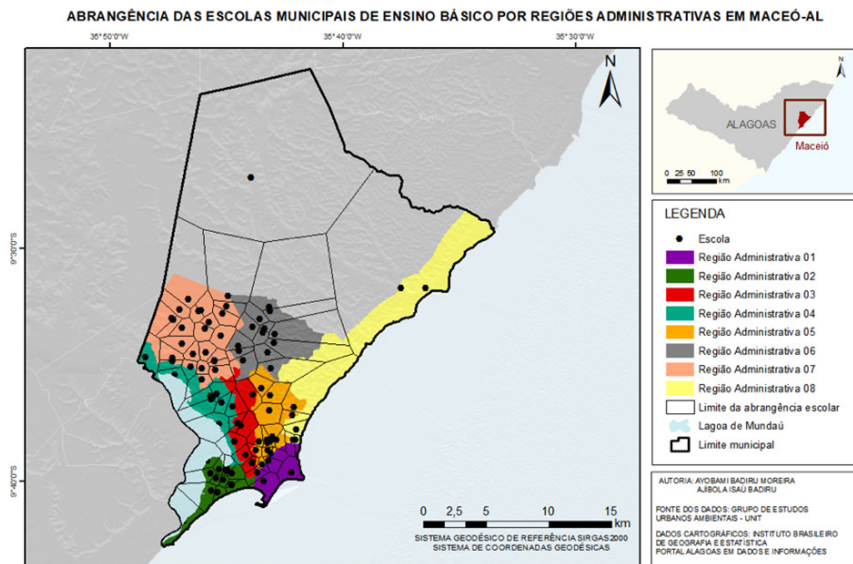 ABRANGÊNCIA DAS ESCOLAS MUNICIPAIS DE ENSINO BÁSICO POR REGIÕES ADMINISTRATIVAS EM MACEÓ-AL
35°50'0"W
35°40'0"W
35°30'0"W
9°30'0"S
9°40'0"S
N
0 2,5 5 10 15
km
SISTEMA GEODÉSICO DE REFERÊNCIA SIRGAS2000
SISTEMA DE COORDENADAS GEODÉSICAS
N
ALAGOAS
Maceió
0 25 50 100
km
LEGENDA
Escola
Região Administrativa 01
Região Administrativa 02
Região Administrativa 03
Região Administrativa 04
Região Administrativa 05
Região Administrativa 06
Região Administrativa 07
Região Administrativa 08
Limite da abrangência escolar
Lagoa de Mundaú
Limite municipal
AUTORIA: AYOBAMI BADIRU MOREIRA
AJIBOLA ISAÚ BADIRU
FONTE DOS DADOS: GRUPO DE ESTUDOS
URBANOS AMBIENTAIS - UNIT
DADOS CARTOGRÁFICOS: INSTITUTO BRASILEIRO
DE GEOGRAFIA E ESTATÍSTICA
PORTAL ALAGOAS EM DADOS E INFORMAÇÕES